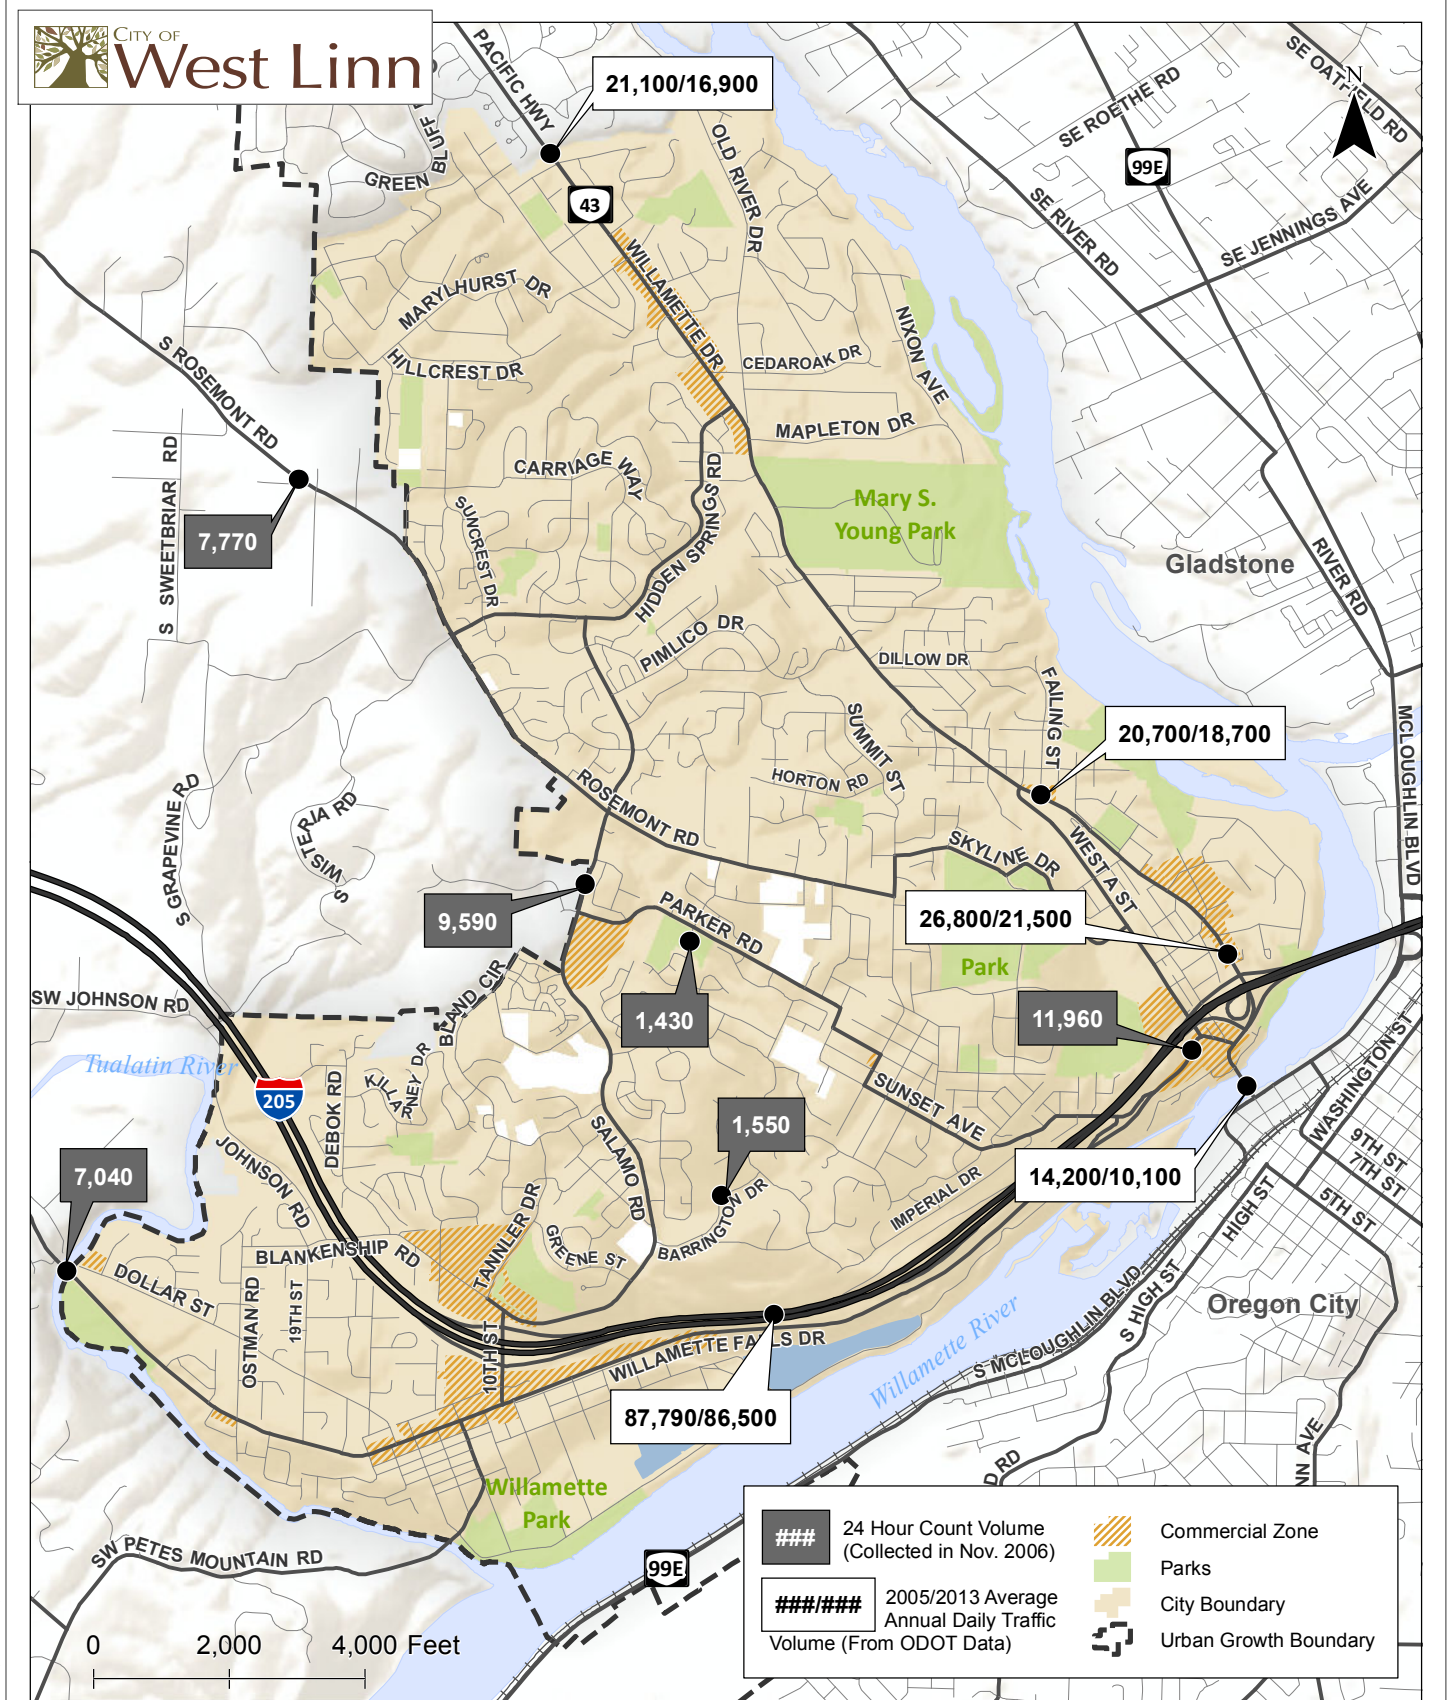 CITY OF
West Linn
PACIFIC HWY
21,100/16,900
SE OATFIELD RD
N
SE ROETHE RD
99E
GREEN BLUFF
OLD RIVER DR
43
SE RIVER RD
SE JENNINGS AVE
WILLAMETTE DR
MARYLHURST DR
NIXON AVE
HILLCREST DR
CEDAROAK DR
S ROSEMONT RD
MAPLETON DR
S SWEETBRIAR RD
CARRIAGE WAY
HIDDEN SPRINGS RD
SUNCREST DR
Mary S.
Young Park
7,770
Gladstone
RIVER RD
PIMLICO DR
DILLOW DR
FAILING ST
SUMMIT ST
20,700/18,700
MCLOUGHLIN BLVD
HORTON RD
ROSEMONT RD
S GRAPEVINE RD
S WISTERIA RD
SKYLINE DR
WEST A ST
9,590
PARKER RD
26,800/21,500
Park
BLAND CIR
SW JOHNSON RD
1,430
11,960
WASHINGTON ST
Tualatin River
205
KILLARNEY DR
DEBOK RD
SUNSET AVE
SALAMO RD
1,550
JOHNSON RD
9TH ST
7TH ST
7,040
14,200/10,100
5TH ST
HIGH ST
IMPERIAL DR
BARRINGTON DR
TANNLER DR
GREENE ST
BLANKENSHIP RD
DOLLAR ST
OSTMAN RD
19TH ST
10TH ST
S MCLOUGHLIN BLVD
S HIGH ST
Oregon City
Willamette River
WILLAMETTE FALLS DR
87,790/86,500
Willamette
Park
D RD
NN AVE
SW PETES MOUNTAIN RD
99E
0 2,000 4,000 Feet
###
24 Hour Count Volume
(Collected in Nov. 2006)
###/###
2005/2013 Average
Annual Daily Traffic
Volume (From ODOT Data)
Commercial Zone
Parks
City Boundary
Urban Growth Boundary